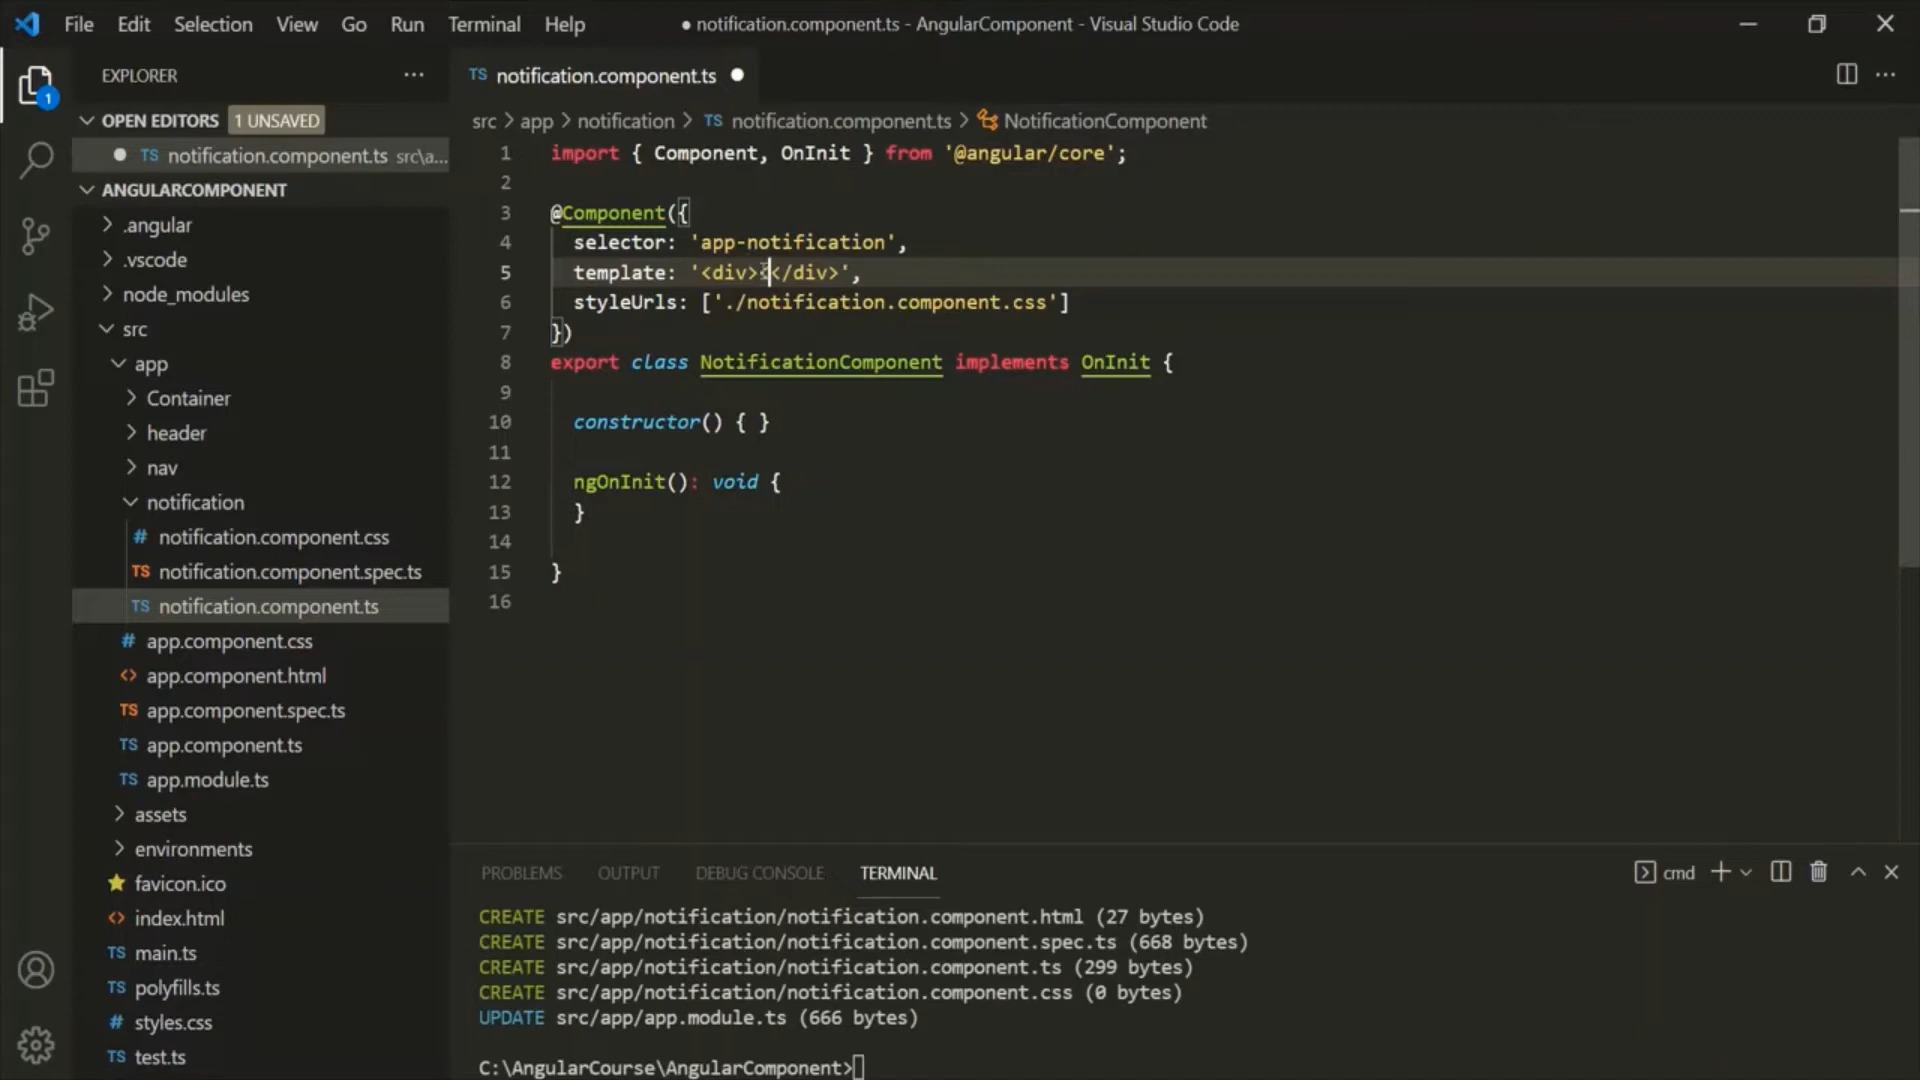 File Edit Selection View Go Run Terminal Help ● notification.component.ts - AngularComponent - Visual Studio Code
EXPLORER ···
TS notification.component.ts ●
OPEN EDITORS 1 UNSAVED
● TS notification.component.ts src\a...
src > app > notification > TS notification.component.ts > NotificationComponent
ANGULARCOMPONENT
.angular
.vscode
node_modules
src
app
Container
header
nav
notification
# notification.component.css
TS notification.component.spec.ts
TS notification.component.ts
# app.component.css
<> app.component.html
TS app.component.spec.ts
TS app.component.ts
TS app.module.ts
assets
environments
favicon.ico
<> index.html
TS main.ts
TS polyfills.ts
# styles.css
TS test.ts
1
1 import { Component, OnInit } from '@angular/core';
2
3 @Component({
4 selector: 'app-notification',
5 template: '<div><</div>',
6 styleUrls: ['./notification.component.css']
7 })
8 export class NotificationComponent implements OnInit {
9
10 constructor() { }
11
12 ngOnInit(): void {
13 }
14
15 }
16
PROBLEMS OUTPUT DEBUG CONSOLE TERMINAL cmd
CREATE src/app/notification/notification.component.html (27 bytes)
CREATE src/app/notification/notification.component.spec.ts (668 bytes)
CREATE src/app/notification/notification.component.ts (299 bytes)
CREATE src/app/notification/notification.component.css (0 bytes)
UPDATE src/app/app.module.ts (666 bytes)
C:\AngularCourse\AngularComponent>